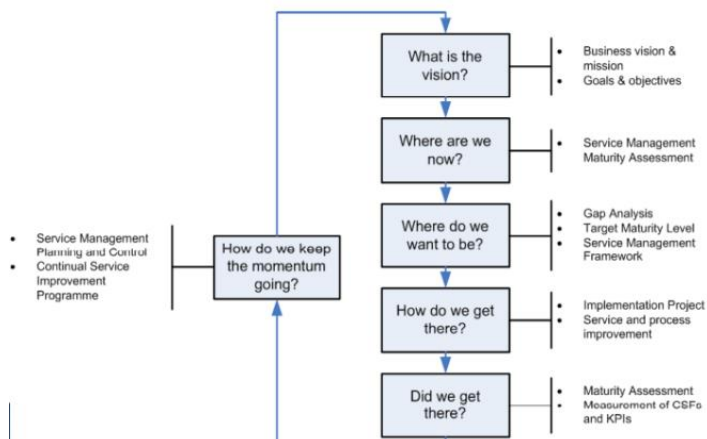 What is the
vision?
• Business vision &
mission
• Goals & objectives
Where are we
now?
• Service Management
Maturity Assessment
Where do we
want to be?
• Gap Analysis
• Target Maturity Level
• Service Management
Framework
• Service Management
Planning and Control
• Continual Service
Improvement
Programme
How do we keep
the momentum
going?
How do we get
there?
• Implementation Project
• Service and process
improvement
Did we get
there?
• Maturity Assessment
• Measurement of CSFs
and KPIs